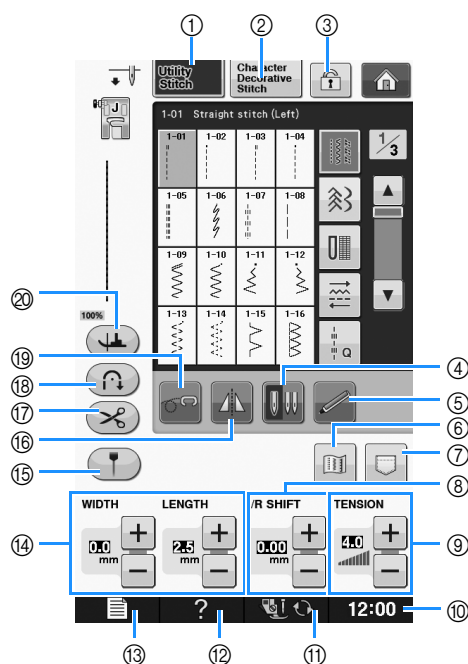 ① ② ③
Utility
Stitch
Character
Decorative
Stitch
J
1-01 Straight stitch (Left)
1-01 1-02 1-03 1-04
1/3
1-05 1-06 1-07 1-08
1-09 1-10 1-11 1-12
1-13 1-14 1-15 1-16
Q
100%
⑳
⑲
④
⑱
⑤
⑰
⑯
⑥
⑮
⑦
⑧
WIDTH LENGTH /R SHIFT TENSION
⑭
0.0
mm
2.5
mm
0.00
mm
4.0
⑨
?
12:00
⑩
⑬ ⑫ ⑪